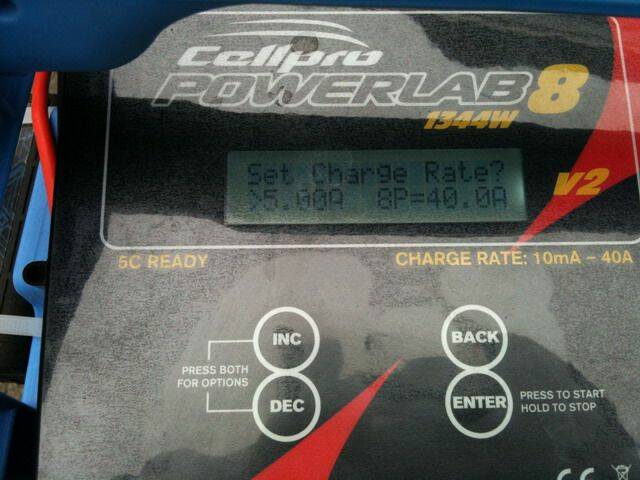 Cellpro
POWERLAB 8
1344W
Set Charge Rate?
>5.00A 8P=40.0A
V2
5C READY
CHARGE RATE: 10mA - 40A
INC
BACK
PRESS BOTH
FOR OPTIONS
DEC
ENTER
PRESS TO START
HOLD TO STOP
CE